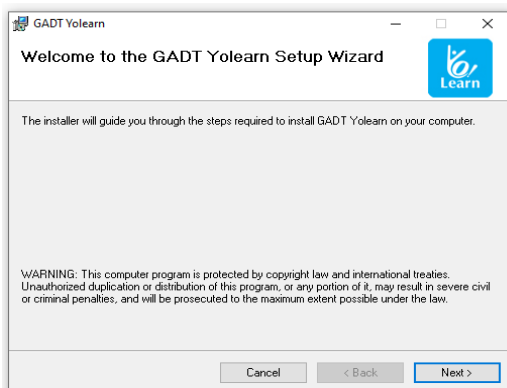 GADT Yolearn
Welcome to the GADT Yolearn Setup Wizard
YO!
Learn
The installer will guide you through the steps required to install GADT Yolearn on your computer.
WARNING: This computer program is protected by copyright law and international treaties.
Unauthorized duplication or distribution of this program, or any portion of it, may result in severe civil
or criminal penalties, and will be prosecuted to the maximum extent possible under the law.
Cancel
< Back
Next >